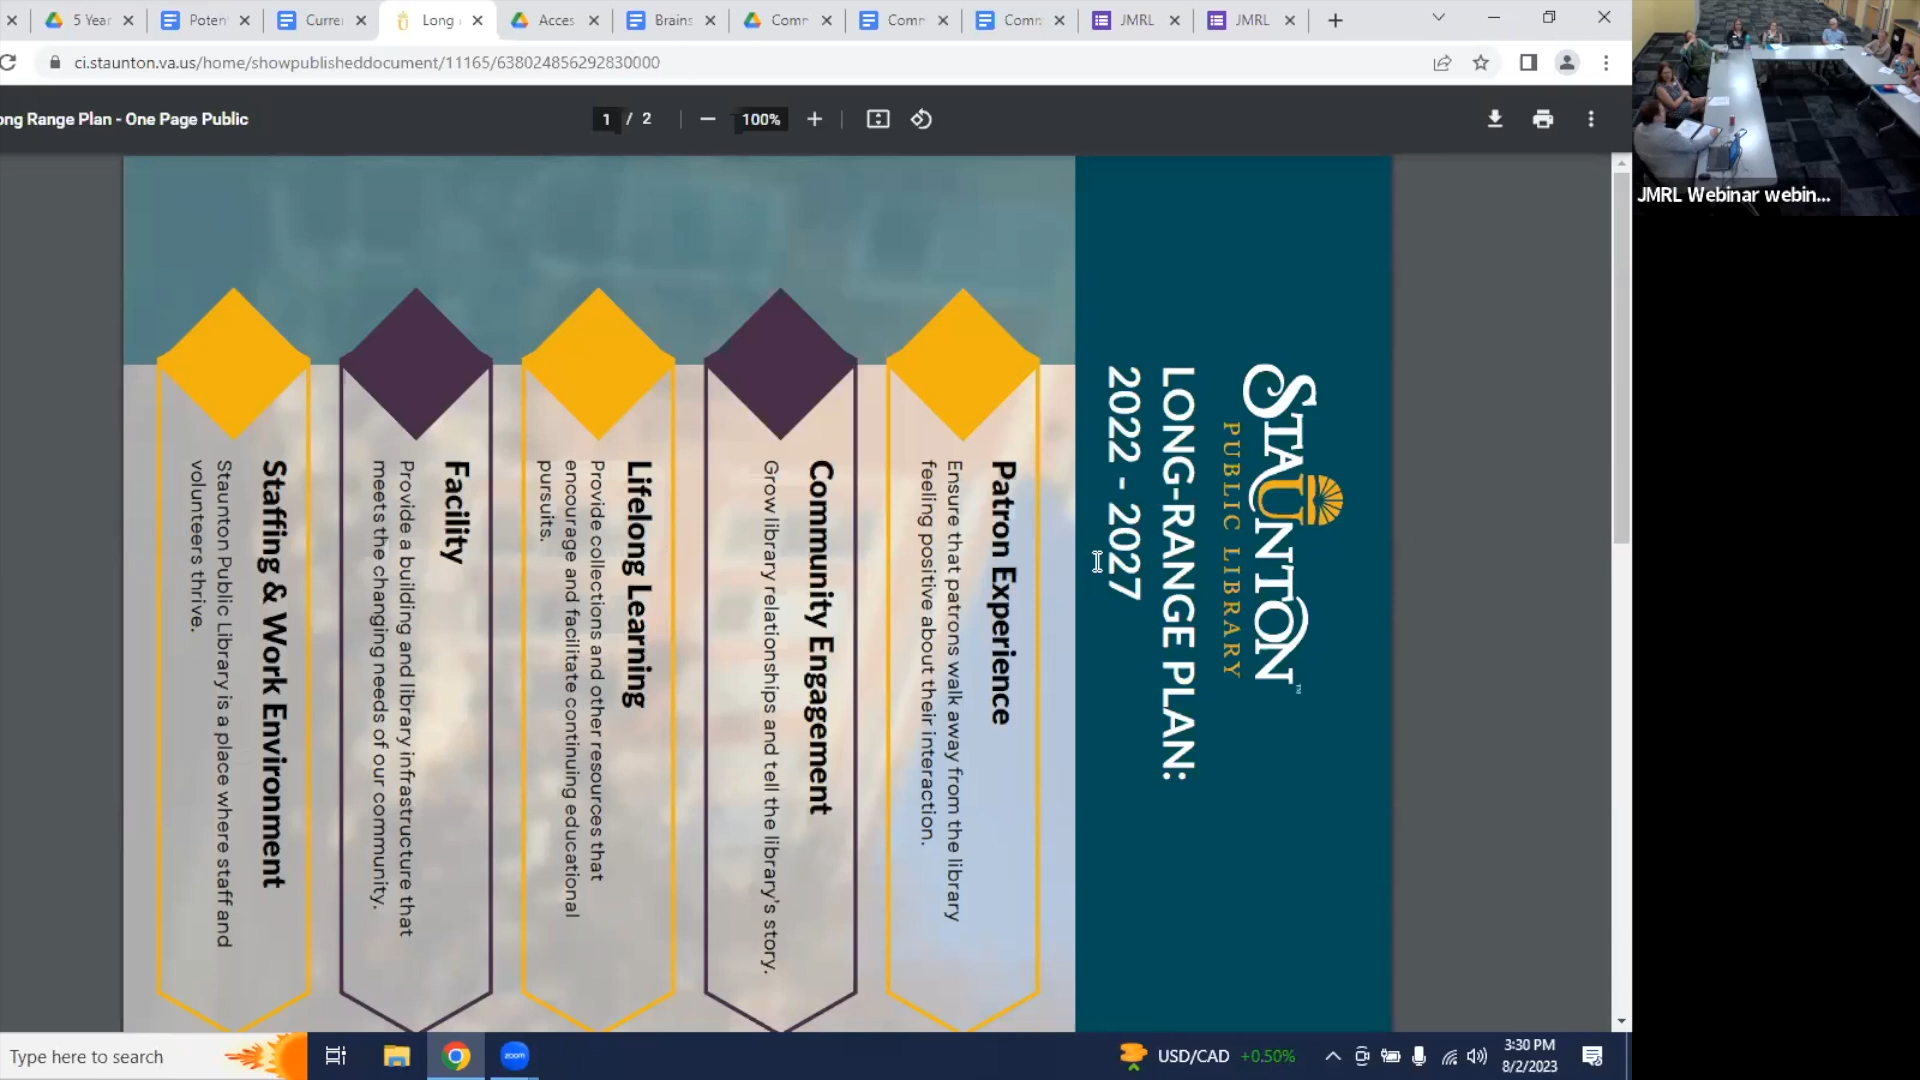 5 Year
Poten
Curre
Long
Acces
Brains
Comm
Comm
Comm
JMRL
JMRL
ci.staunton.va.us/home/showpublisheddocument/11165/638024856292830000
ong Range Plan - One Page Public
1 / 2
100%
JMRL Webinar webin...
STAUNTON
PUBLIC LIBRARY
LONG-RANGE PLAN:
2022 - 2027
Patron Experience
Ensure that patrons walk away from the library
feeling positive about their interaction.
Community Engagement
Grow library relationships and tell the library's story.
Lifelong Learning
Provide collections and other resources that
encourage and facilitate continuing educational
pursuits.
Facility
Provide a building and library infrastructure that
meets the changing needs of our community.
Staffing & Work Environment
Staunton Public Library is a place where staff and
volunteers thrive.
Type here to search
zoom
USD/CAD +0.50%
3:30 PM
8/2/2023